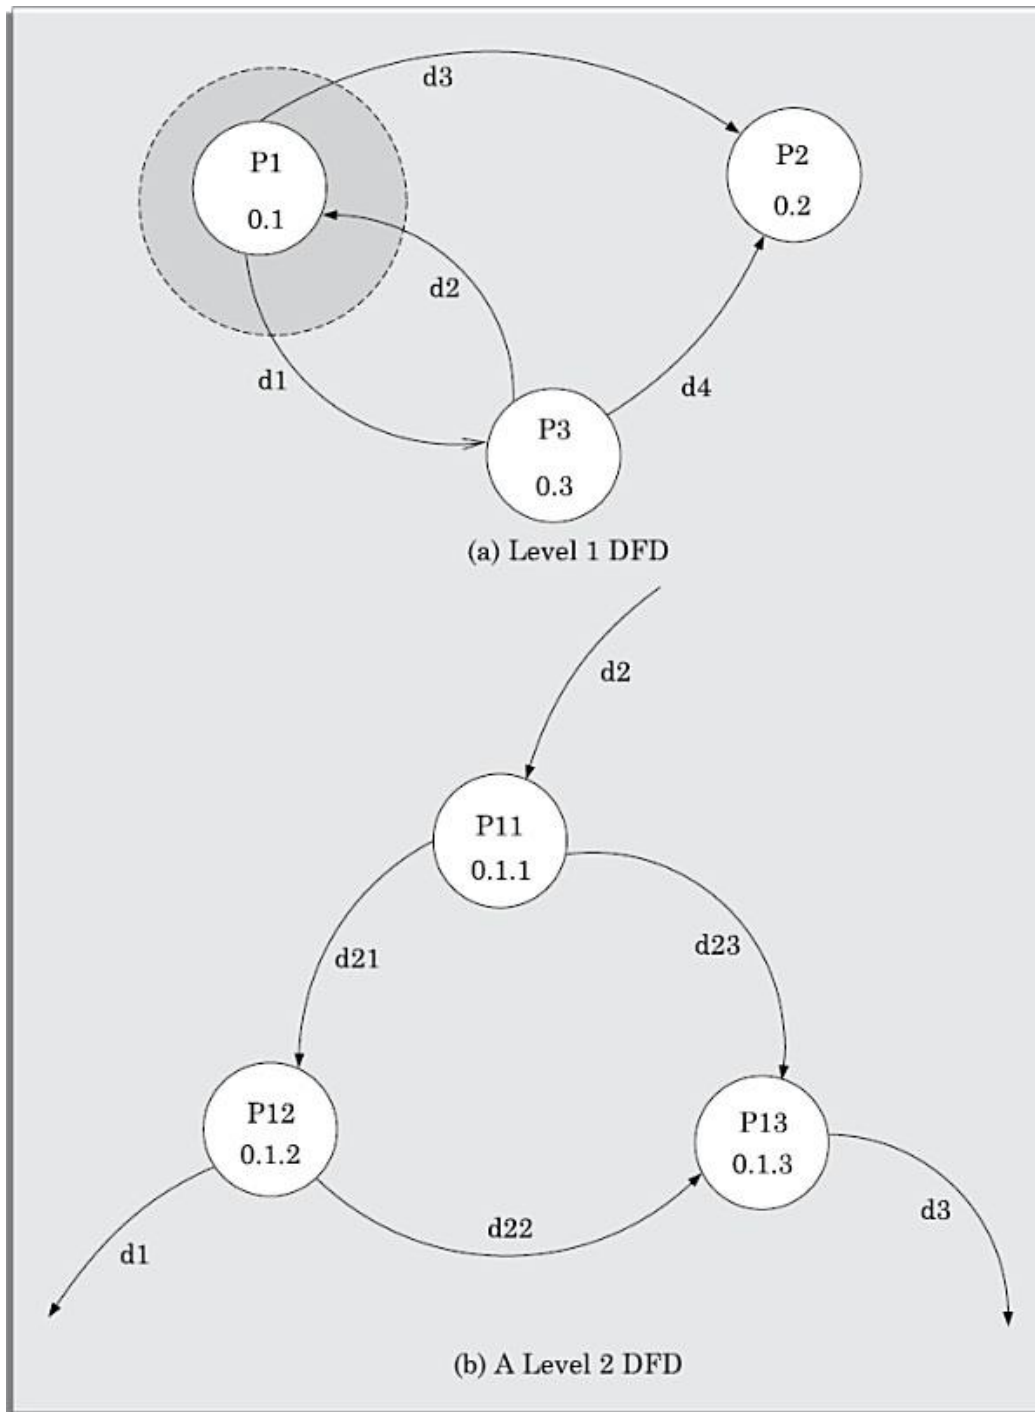 d3
P1
0.1
P2
0.2
d2
d1
d4
P3
0.3
(a) Level 1 DFD
d2
P11
0.1.1
d21
d23
P12
0.1.2
P13
0.1.3
d22
d3
d1
(b) A Level 2 DFD